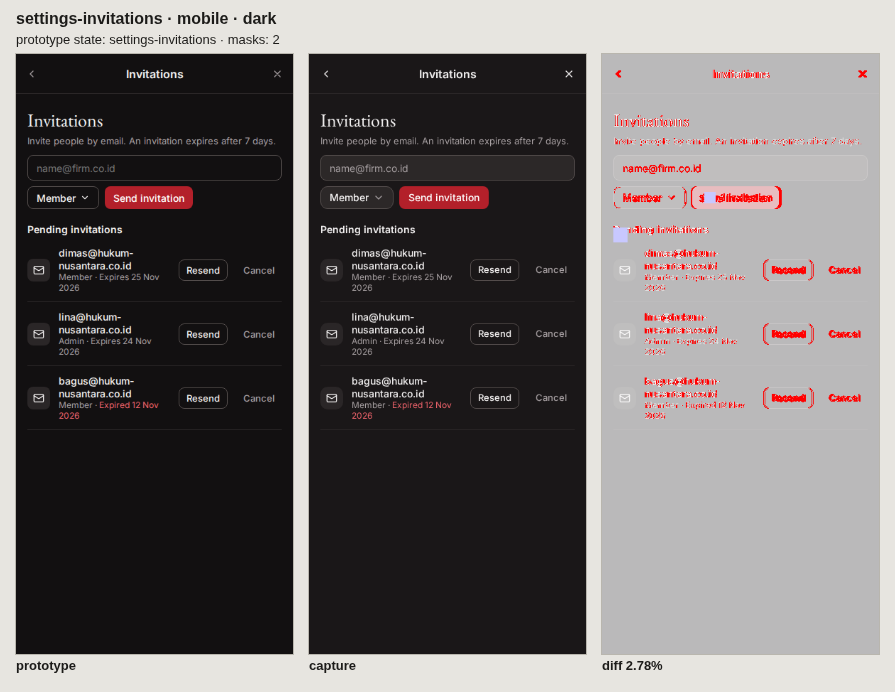 settings-invitations · mobile · dark
prototype state: settings-invitations · masks: 2
Invitations
Invitations
Invite people by email. An invitation expires after 7 days.
name@firm.co.id
Member
Send invitation
Pending invitations
dimas@hukum-
nusantara.co.id
Member · Expires 25 Nov
2026
Resend
Cancel
lina@hukum-
nusantara.co.id
Admin · Expires 24 Nov
2026
Resend
Cancel
bagus@hukum-
nusantara.co.id
Member · Expired 12 Nov
2026
Resend
Cancel
prototype
Invitations
Invitations
Invite people by email. An invitation expires after 7 days.
name@firm.co.id
Member
Send invitation
Pending invitations
dimas@hukum-
nusantara.co.id
Member · Expires 25 Nov
2026
Resend
Cancel
lina@hukum-
nusantara.co.id
Admin · Expires 24 Nov
2026
Resend
Cancel
bagus@hukum-
nusantara.co.id
Member · Expired 12 Nov
2026
Resend
Cancel
capture
Invitations
Invitations
name@firm.co.id
invitations
Cancel
Cancel
Cancel
diff 2.78%